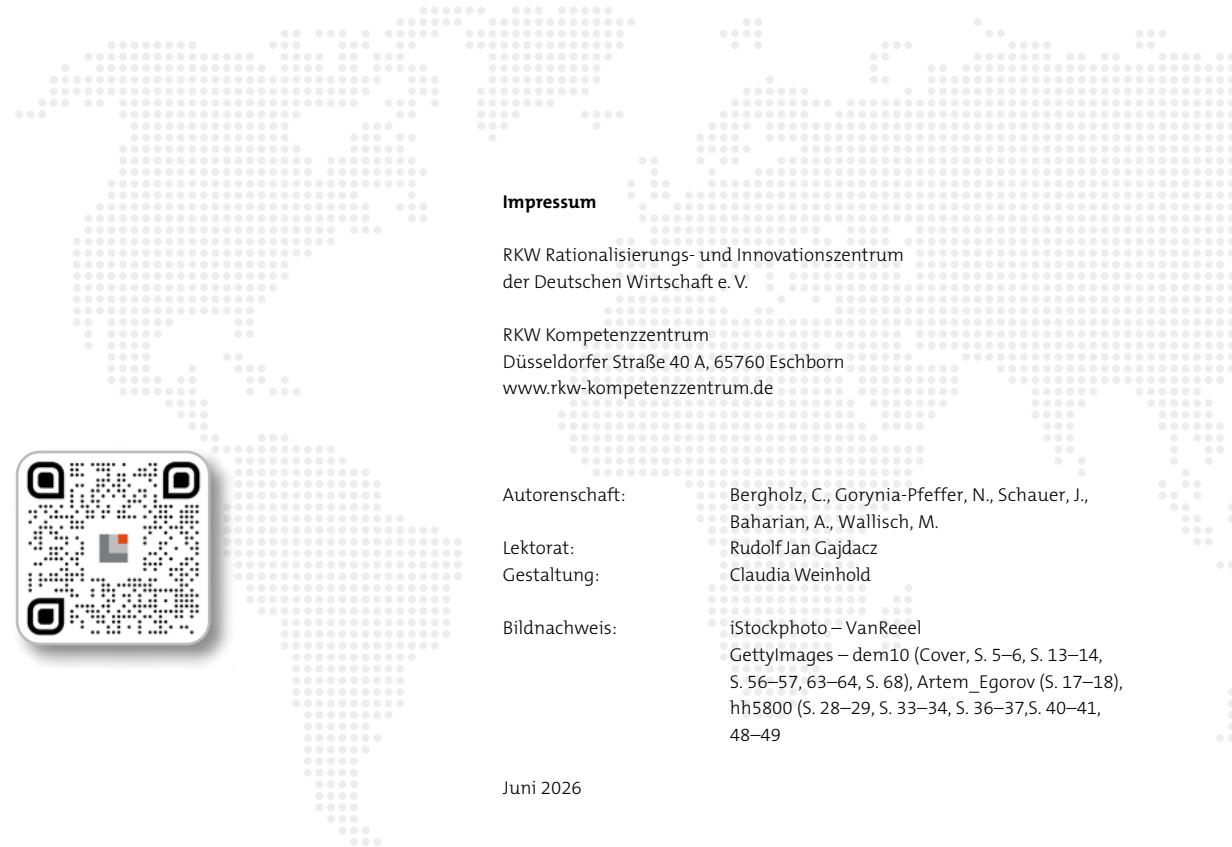 Impressum
RKW Rationalisierungs- und Innovationszentrum
der Deutschen Wirtschaft e. V.
RKW Kompetenzzentrum
Düsseldorfer Straße 40 A, 65760 Eschborn
www.rkw-kompetenzzentrum.de
Autorenschaft: Bergholz, C., Gorynia-Pfeffer, N., Schauer, J.,
Baharian, A., Wallisch, M.
Lektorat: Rudolf Jan Gajdacz
Gestaltung: Claudia Weinhold
Bildnachweis: iStockphoto – VanReeel
GettyImages – dem10 (Cover, S. 5–6, S. 13–14,
S. 56–57, 63–64, S. 68), Artem_Egorov (S. 17–18),
hh5800 (S. 28–29, S. 33–34, S. 36–37,S. 40–41,
48–49
Juni 2026